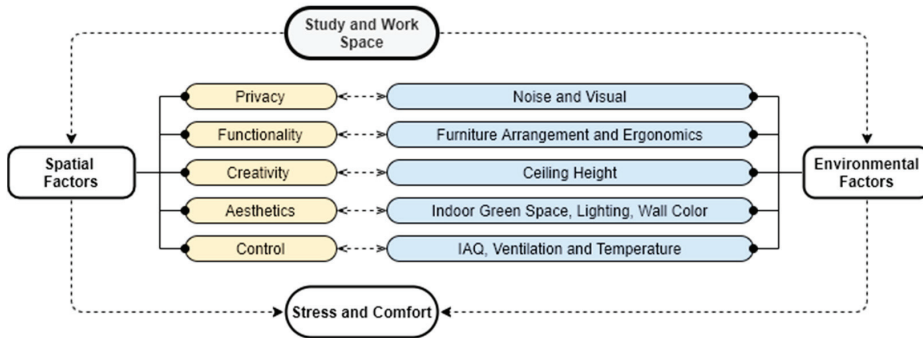 Study and Work
Space
Privacy
Noise and Visual
Functionality
Furniture Arrangement and Ergonomics
Spatial
Factors
Creativity
Ceiling Height
Environmental
Factors
Aesthetics
Indoor Green Space, Lighting, Wall Color
Control
IAQ, Ventilation and Temperature
Stress and Comfort